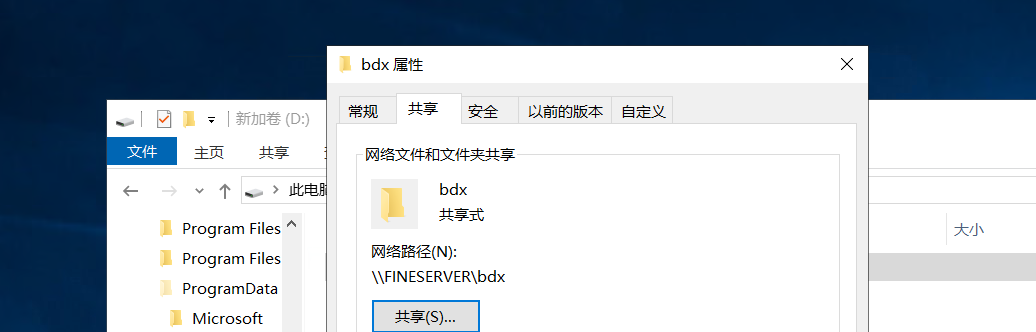 bdx 属性
常规 共享 安全 以前的版本 自定义
新加卷 (D:)
文件 主页 共享
此电脑
大小
Program Files
Program Files
ProgramData
Microsoft
网络文件和文件夹共享
bdx
共享式
网络路径(N):
\\FINESERVER\bdx
共享(S)...